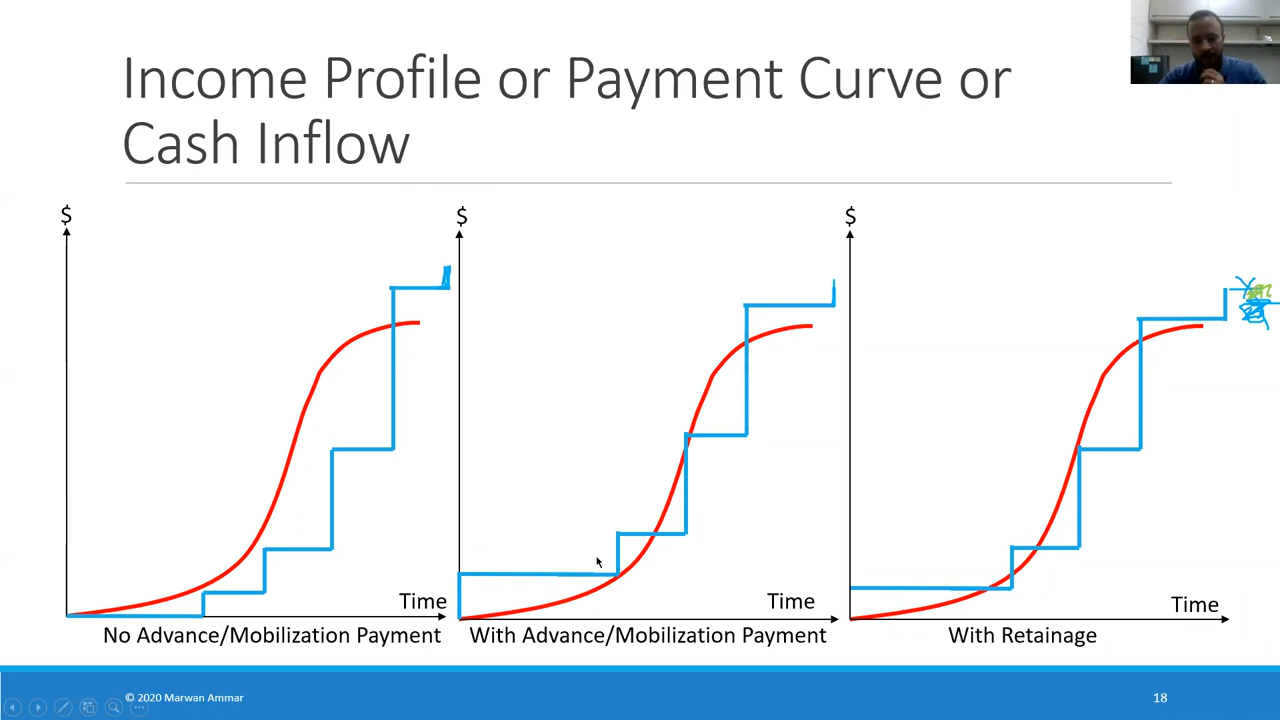 Income Profile or Payment Curve or
Cash Inflow
$
$
$
Time
Time
Time
No Advance/Mobilization Payment
With Advance/Mobilization Payment
With Retainage
© 2020 Marwan Ammar
18